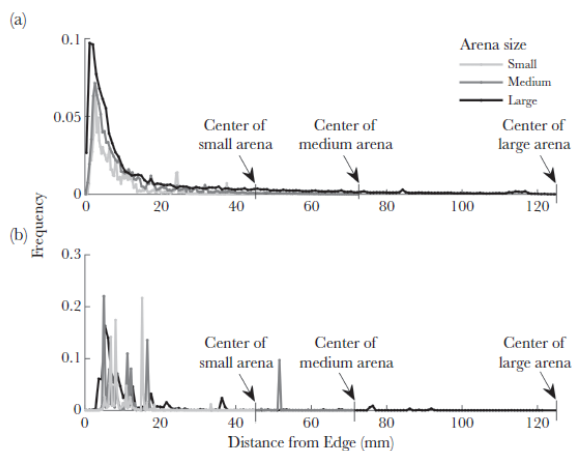 (a)
0.1
0.05
0
Arena size
Small
Medium
Large
Center of
small arena
Center of
medium arena
Center of
large arena
0 20 40 60 80 100 120
Frequency
(b)
0.3
0.2
0.1
0
Center of
small arena
Center of
medium arena
Center of
large arena
0 20 40 60 80 100 120
Distance from Edge (mm)